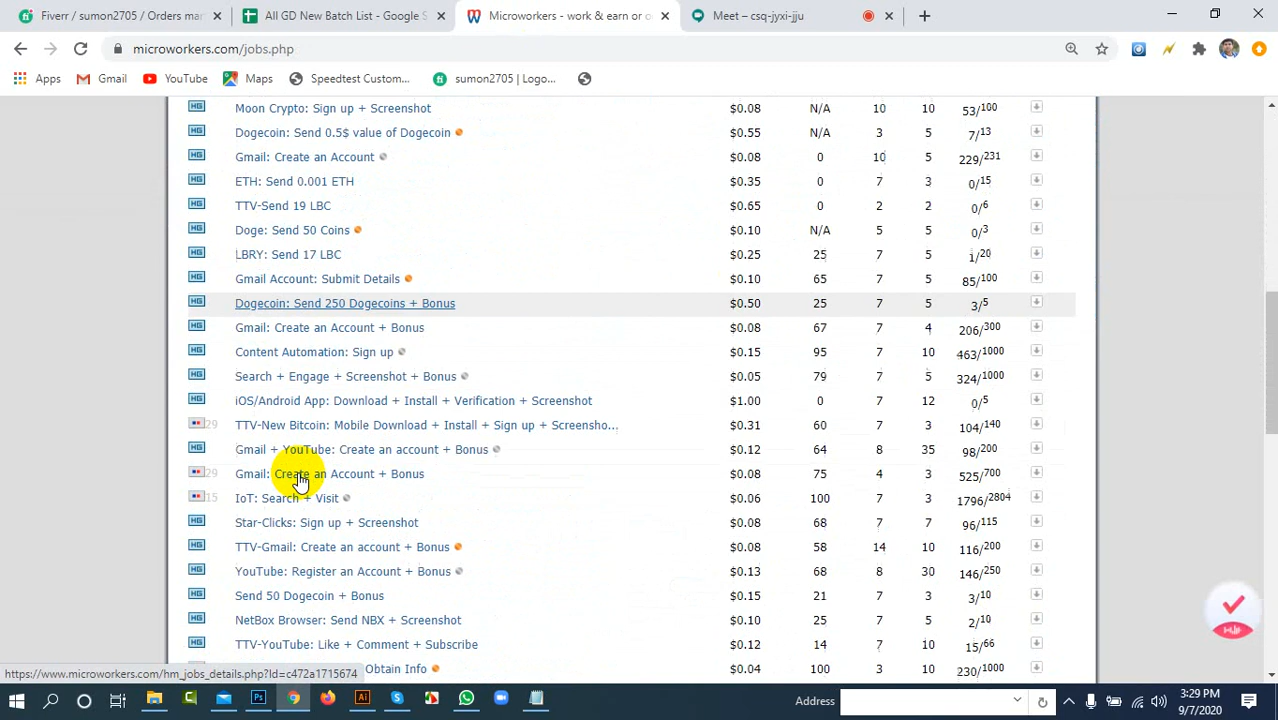 Fiverr / sumon2705 / Orders mar
All GD New Batch List - Google S
Microworkers - work & earn or o
Meet – csq-jyxi-jju
microworkers.com/jobs.php
Apps Gmail YouTube Maps Speedtest Custom... sumon2705 | Logo...
Moon Crypto: Sign up + Screenshot $0.08 N/A 10 10 53/100
Dogecoin: Send 0.5$ value of Dogecoin $0.55 N/A 3 5 7/13
Gmail: Create an Account $0.08 0 10 5 229/231
ETH: Send 0.001 ETH $0.35 0 7 3 0/15
TTV-Send 19 LBC $0.65 0 2 2 0/6
Doge: Send 50 Coins $0.10 N/A 5 5 0/3
LBRY: Send 17 LBC $0.25 25 7 5 1/20
Gmail Account: Submit Details $0.10 65 7 5 85/100
Dogecoin: Send 250 Dogecoins + Bonus $0.50 25 7 5 3/5
Gmail: Create an Account + Bonus $0.08 67 7 4 206/300
Content Automation: Sign up $0.15 95 7 10 463/1000
Search + Engage + Screenshot + Bonus $0.05 79 7 5 324/1000
iOS/Android App: Download + Install + Verification + Screenshot $1.00 0 7 12 0/5
29 TTV-New Bitcoin: Mobile Download + Install + Sign up + Screensho... $0.31 60 7 3 104/140
Gmail + YouTube: Create an account + Bonus $0.12 64 8 35 98/200
29 Gmail: Create an Account + Bonus $0.08 75 4 3 525/700
15 IoT: Search + Visit $0.06 100 7 3 1796/2804
Star-Clicks: Sign up + Screenshot $0.08 68 7 7 96/115
TTV-Gmail: Create an account + Bonus $0.08 58 14 10 116/200
YouTube: Register an Account + Bonus $0.13 68 8 30 146/250
Send 50 Dogecoin + Bonus $0.15 21 7 3 3/10
NetBox Browser: Send NBX + Screenshot $0.10 25 7 5 2/10
TTV-YouTube: Like + Comment + Subscribe $0.12 14 7 10 15/66
Obtain Info $0.04 100 3 10 230/1000
https://www.microworkers.com/hm_jobs_details.php?Id=c472a1715674
Address
3:29 PM
9/7/2020